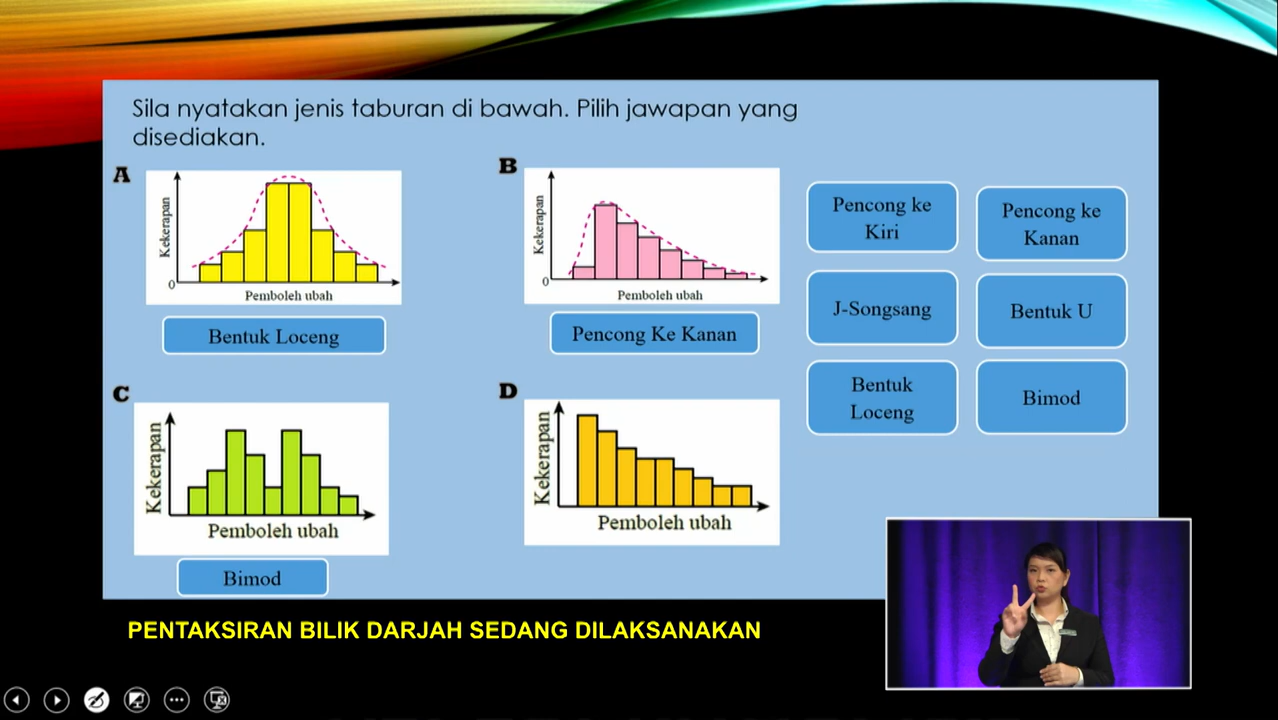 Sila nyatakan jenis taburan di bawah. Pilih jawapan yang
disediakan.
A
Kekerapan
0
Pemboleh ubah
Bentuk Loceng
B
Kekerapan
0
Pemboleh ubah
Pencong Ke Kanan
Pencong ke
Kiri
Pencong ke
Kanan
J-Songsang
Bentuk U
Bentuk
Loceng
Bimod
C
Kekerapan
Pemboleh ubah
Bimod
D
Kekerapan
Pemboleh ubah
PENTAKSIRAN BILIK DARJAH SEDANG DILAKSANAKAN